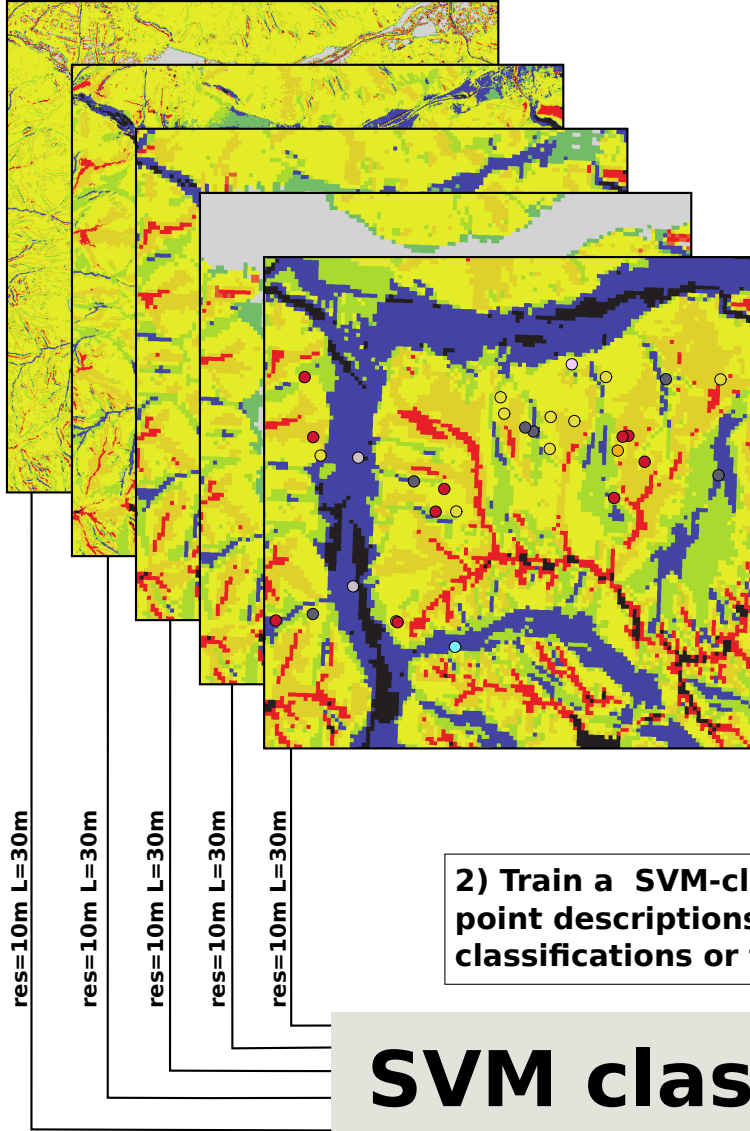 res=10m L=30m
res=10m L=30m
res=10m L=30m
res=10m L=30m
res=10m L=30m
2) Train a  SVM-cl
point descriptions
classifications or
SVM clas